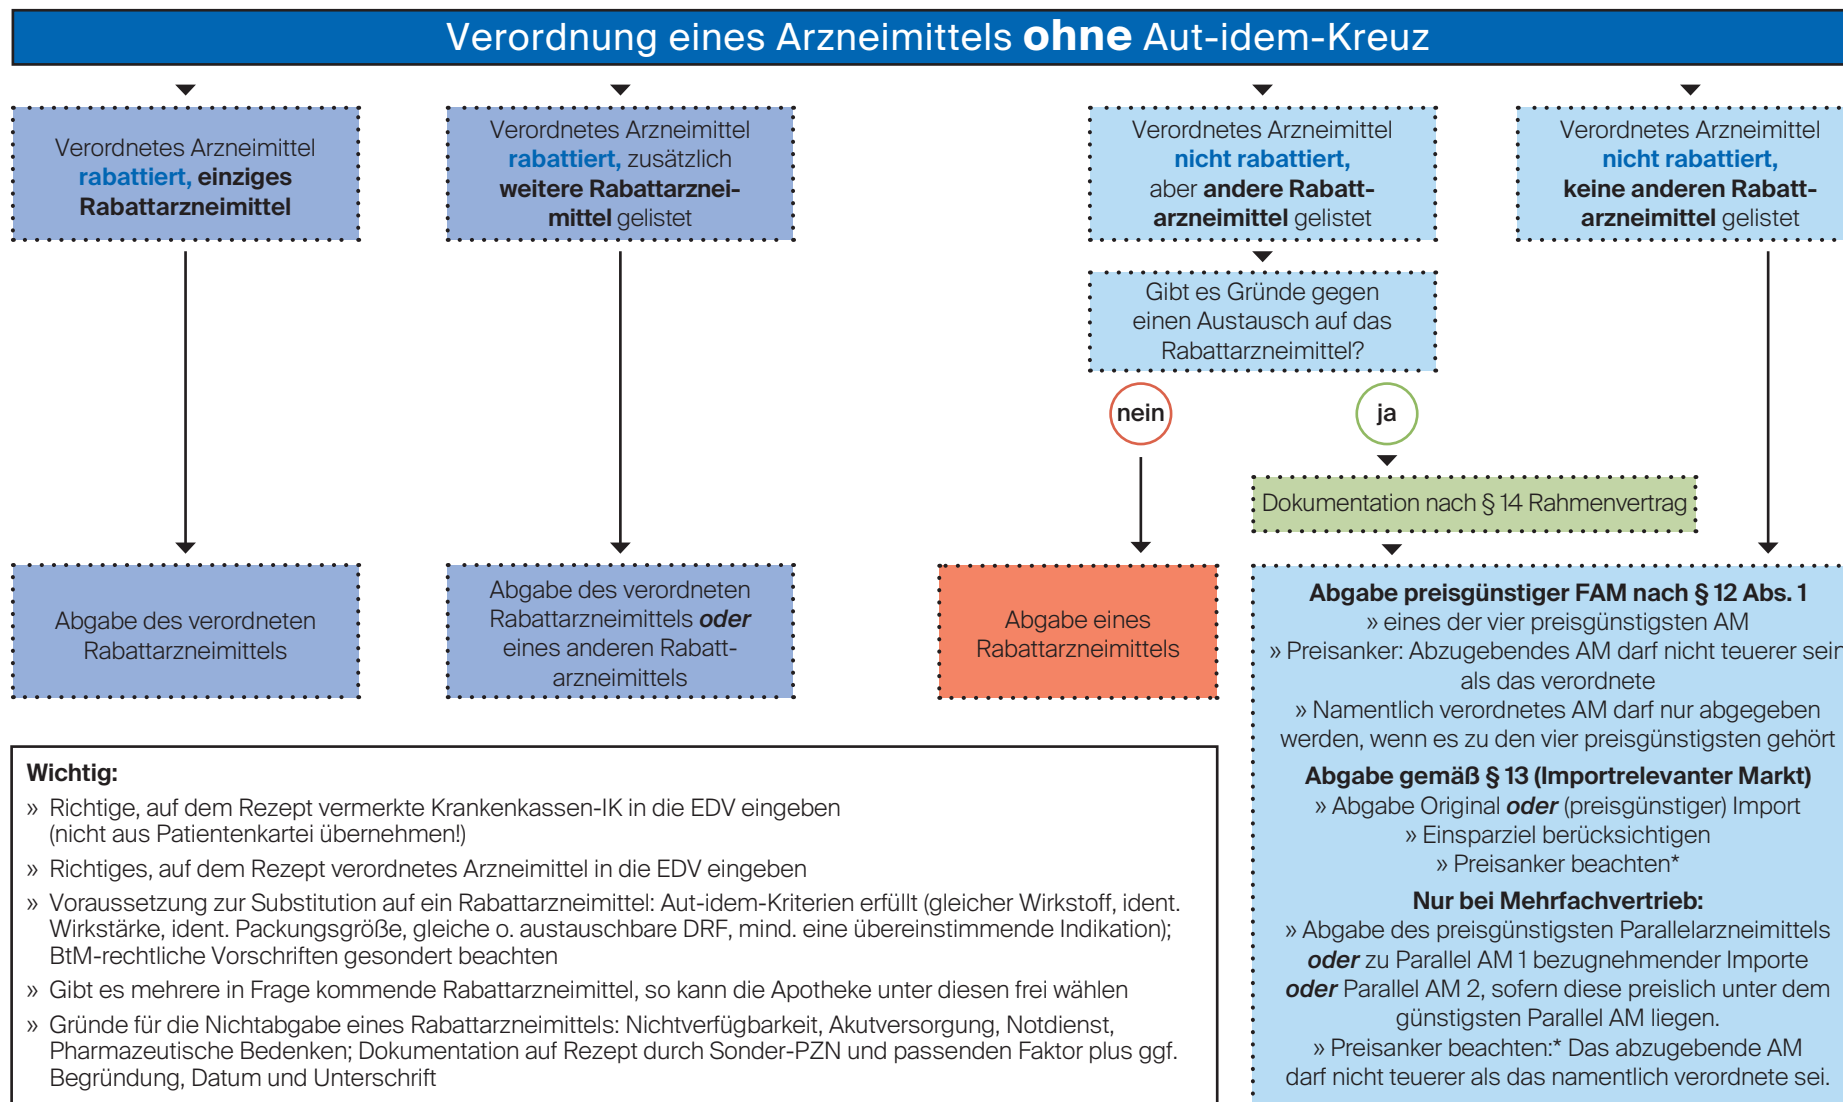 Verordnung eines Arzneimittels ohne Aut-idem-Kreuz
Verordnetes Arzneimittel
rabattiert, einziges
Rabattarzneimittel
Verordnetes Arzneimittel
rabattiert, zusätzlich
weitere Rabattarznei-
mittel gelistet
Verordnetes Arzneimittel
nicht rabattiert,
aber andere Rabatt-
arzneimittel gelistet
Verordnetes Arzneimittel
nicht rabattiert,
keine anderen Rabatt-
arzneimittel gelistet
Gibt es Gründe gegen
einen Austausch auf das
Rabattarzneimittel?
nein
ja
Dokumentation nach § 14 Rahmenvertrag
Abgabe des verordneten
Rabattarzneimittels
Abgabe des verordneten
Rabattarzneimittels oder
eines anderen Rabatt-
arzneimittels
Abgabe eines
Rabattarzneimittels
Abgabe preisgünstiger FAM nach § 12 Abs. 1
» eines der vier preisgünstigsten AM
» Preisanker: Abzugebendes AM darf nicht teuerer sein
als das verordnete
» Namentlich verordnetes AM darf nur abgegeben
werden, wenn es zu den vier preisgünstigsten gehört
Abgabe gemäß § 13 (Importrelevanter Markt)
» Abgabe Original oder (preisgünstiger) Import
» Einsparziel berücksichtigen
» Preisanker beachten*
Nur bei Mehrfachvertrieb:
» Abgabe des preisgünstigsten Parallelarzneimittels
oder zu Parallel AM 1 bezugnehmender Importe
oder Parallel AM 2, sofern diese preislich unter dem
günstigsten Parallel AM liegen.
» Preisanker beachten:* Das abzugebende AM
darf nicht teuerer als das namentlich verordnete sei.
Wichtig:
» Richtige, auf dem Rezept vermerkte Krankenkassen-IK in die EDV eingeben
(nicht aus Patientenkartei übernehmen!)
» Richtiges, auf dem Rezept verordnetes Arzneimittel in die EDV eingeben
» Voraussetzung zur Substitution auf ein Rabattarzneimittel: Aut-idem-Kriterien erfüllt (gleicher Wirkstoff, ident.
Wirkstärke, ident. Packungsgröße, gleiche o. austauschbare DRF, mind. eine übereinstimmende Indikation);
BtM-rechtliche Vorschriften gesondert beachten
» Gibt es mehrere in Frage kommende Rabattarzneimittel, so kann die Apotheke unter diesen frei wählen
» Gründe für die Nichtabgabe eines Rabattarzneimittels: Nichtverfügbarkeit, Akutversorgung, Notdienst,
Pharmazeutische Bedenken; Dokumentation auf Rezept durch Sonder-PZN und passenden Faktor plus ggf.
Begründung, Datum und Unterschrift